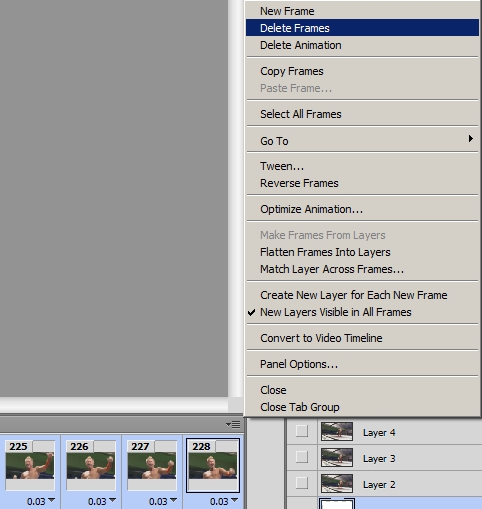 New Frame
Delete Frames
Delete Animation
Copy Frames
Paste Frame...
Select All Frames
Go To
Tween...
Reverse Frames
Optimize Animation...
Make Frames From Layers
Flatten Frames Into Layers
Match Layer Across Frames...
Create New Layer for Each New Frame
New Layers Visible in All Frames
Convert to Video Timeline
Panel Options...
Close
Close Tab Group
225 226 227 228
0.03 0.03 0.03 0.03
Layer 4
Layer 3
Layer 2